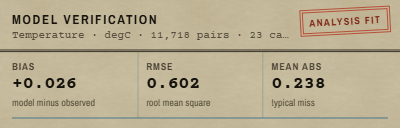 MODEL VERIFICATION
ANALYSIS FIT
Temperature · degC · 11,718 pairs · 23 ca…
BIAS
+0.026
model minus observed
RMSE
0.602
root mean square
MEAN ABS
0.238
typical miss